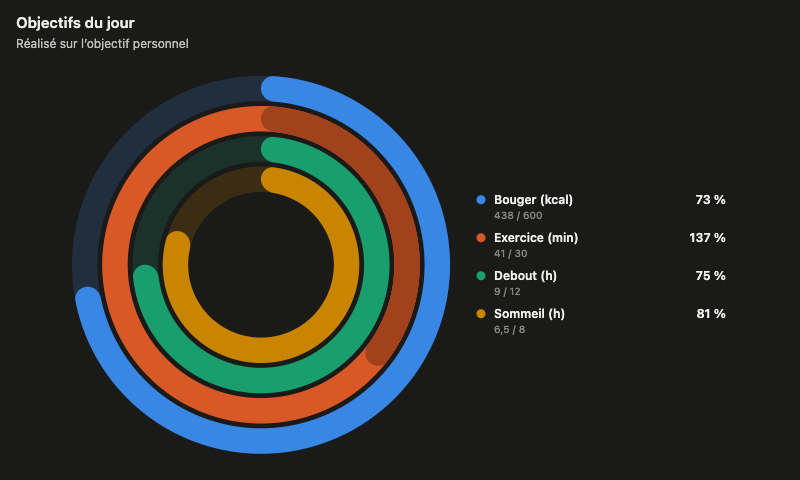 Objectifs du jour
Réalisé sur l'objectif personnel
Bouger (kcal) 73 %
438 / 600
Exercice (min) 137 %
41 / 30
Debout (h) 75 %
9 / 12
Sommeil (h) 81 %
6,5 / 8